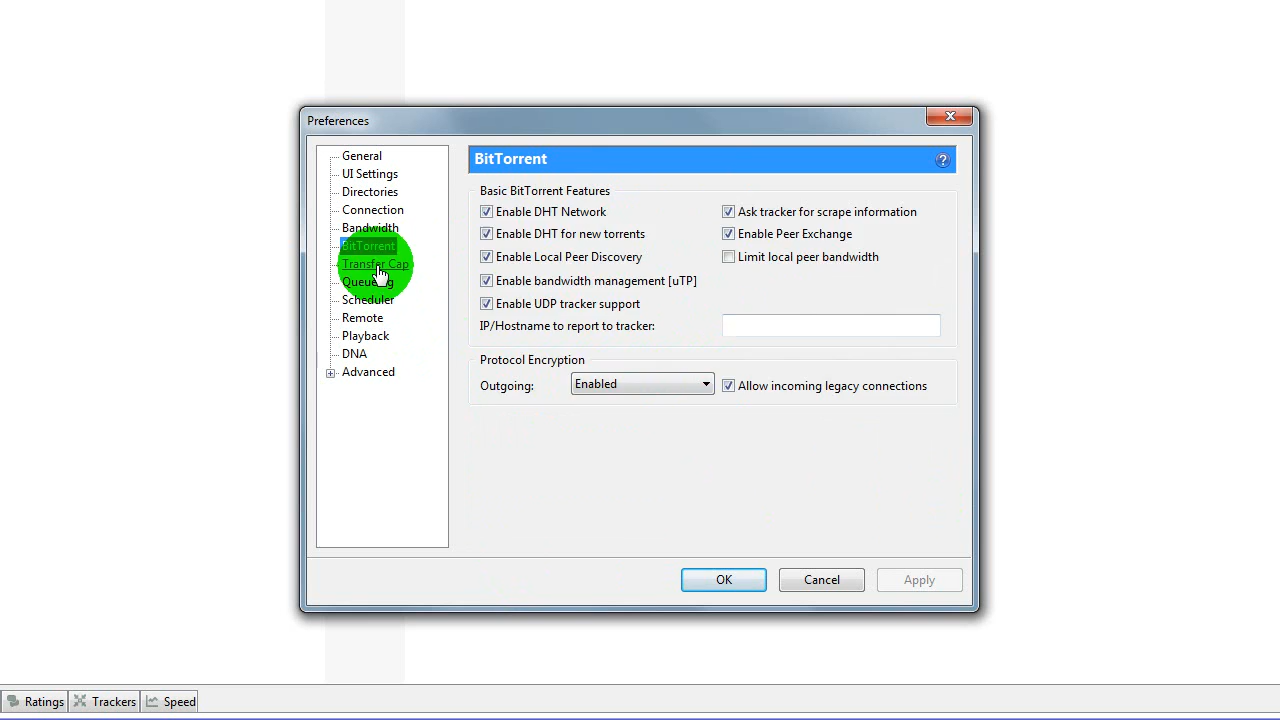 Preferences
General
UI Settings
Directories
Connection
Bandwidth
BitTorrent
Transfer Cap
Queueing
Scheduler
Remote
Playback
DNA
Advanced
BitTorrent
Basic BitTorrent Features
Enable DHT Network
Ask tracker for scrape information
Enable DHT for new torrents
Enable Peer Exchange
Enable Local Peer Discovery
Limit local peer bandwidth
Enable bandwidth management [uTP]
Enable UDP tracker support
IP/Hostname to report to tracker:
Protocol Encryption
Outgoing: Enabled
Allow incoming legacy connections
OK Cancel Apply
Ratings Trackers Speed